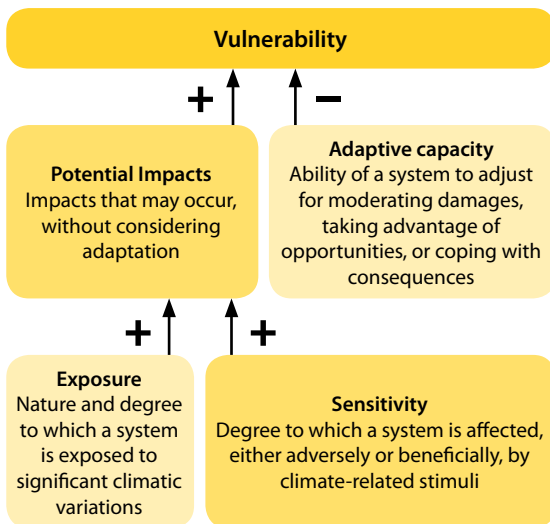 Vulnerability
+
−
Potential Impacts
Impacts that may occur,
without considering
adaptation
Adaptive capacity
Ability of a system to adjust
for moderating damages,
taking advantage of
opportunities, or coping with
consequences
+
+
Exposure
Nature and degree
to which a system
is exposed to
significant climatic
variations
Sensitivity
Degree to which a system is affected,
either adversely or beneficially, by
climate-related stimuli